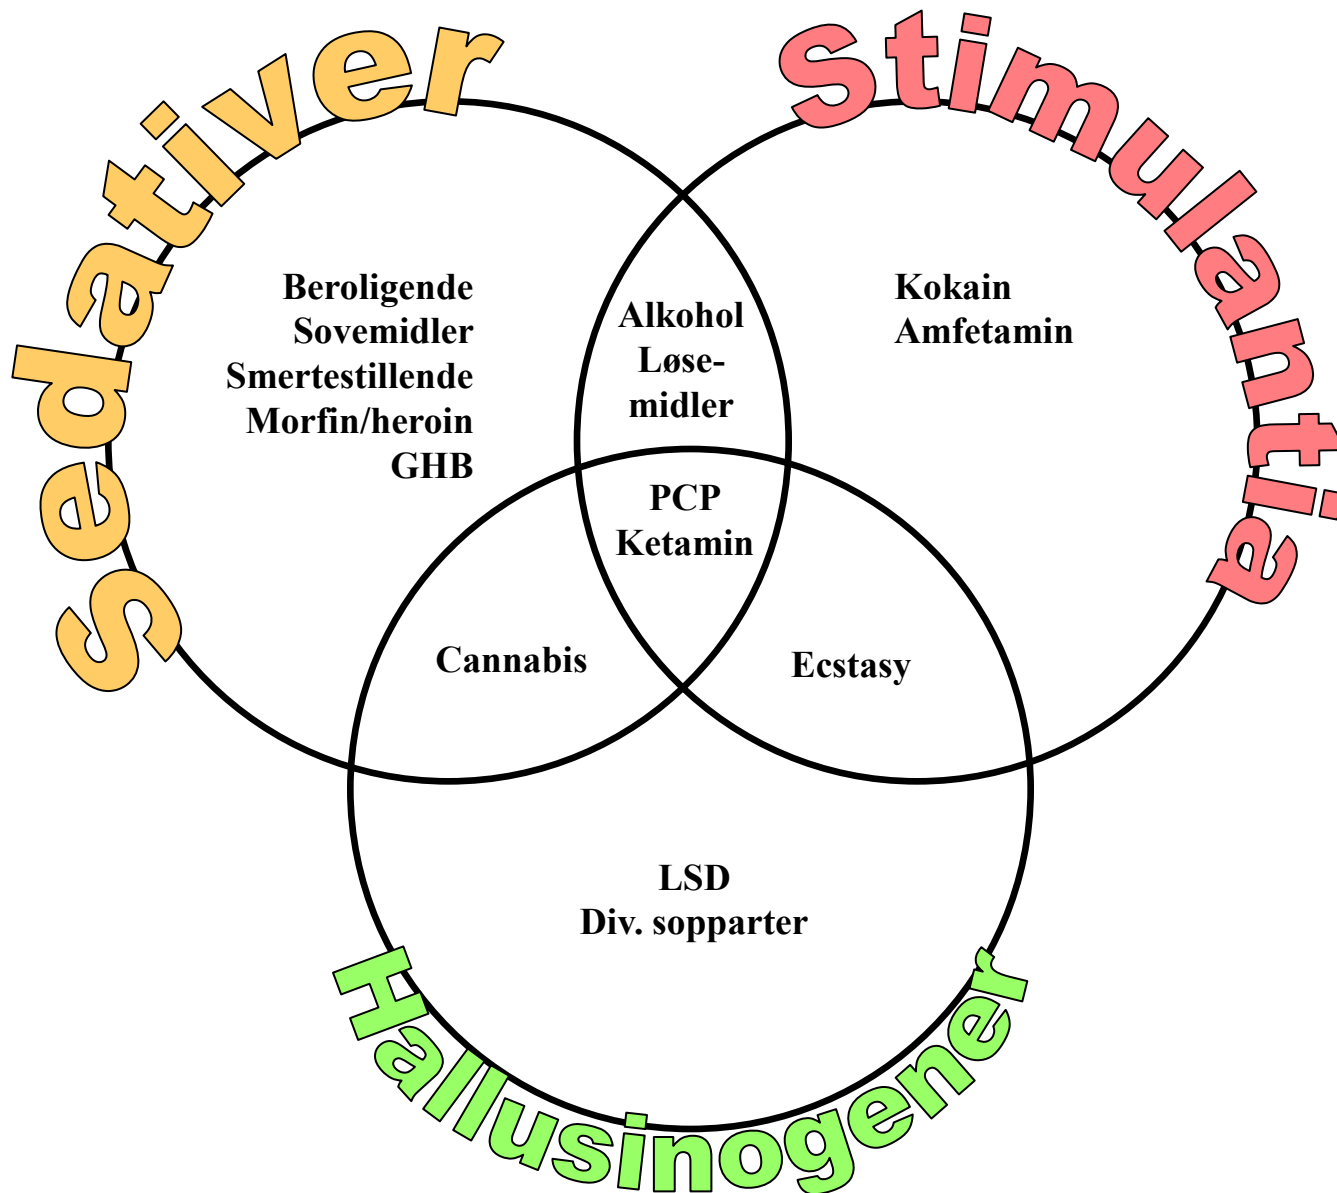 Sedativer
Stimulantia
Beroligende
Sovemidler
Smertestillende
Morfin/heroin
GHB
Alkohol
Løse-
midler
Kokain
Amfetamin
PCP
Ketamin
Cannabis
Ecstasy
LSD
Div. sopparter
Hallusinogener